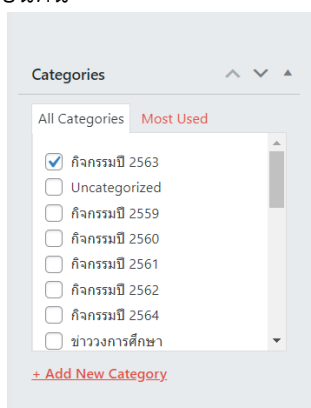 Categories
All Categories Most Used
กิจกรรมปี 2563
Uncategorized
กิจกรรมปี 2559
กิจกรรมปี 2560
กิจกรรมปี 2561
กิจกรรมปี 2562
กิจกรรมปี 2564
ข่าววงการศึกษา
+ Add New Category